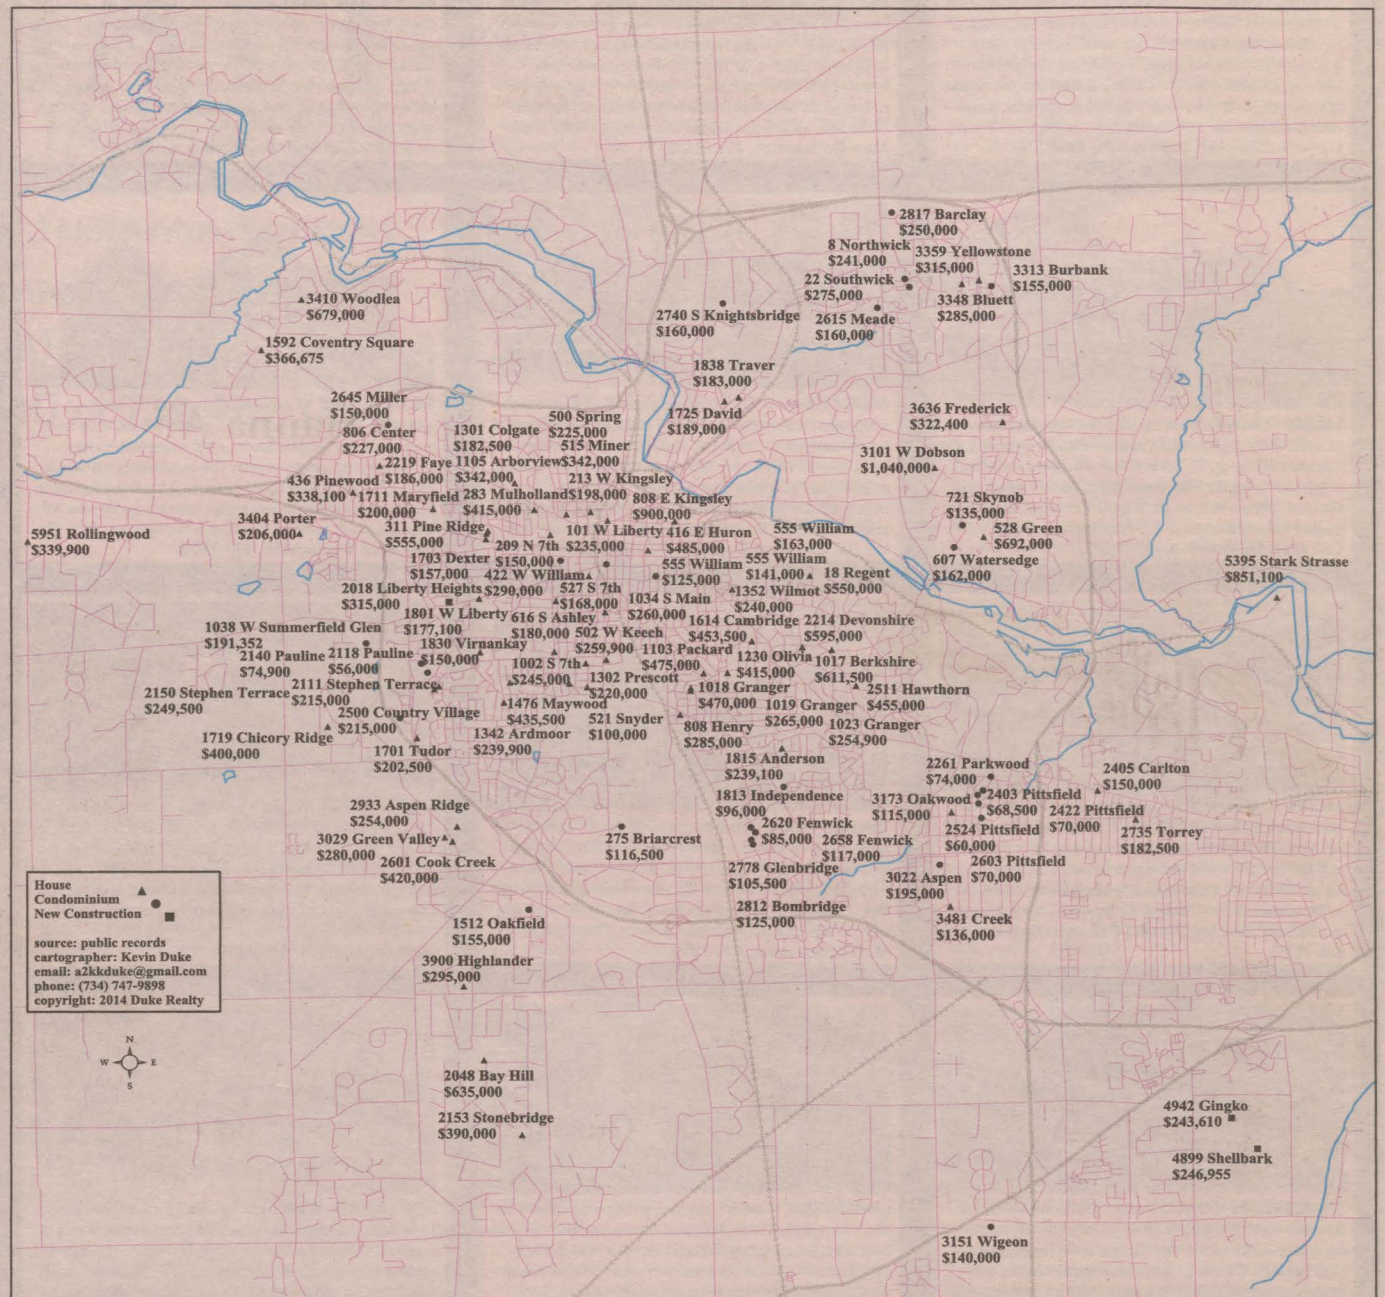 2817 Barclay
$250,000
8 Northwick
$241,000
3359 Yellowstone
$315,000
3313 Burbank
$155,000
22 Southwick
$275,000
3348 Bluett
$285,000
3410 Woodlea
$679,000
2740 S Knightsbridge
$160,000
2615 Meade
$160,000
1592 Coventry Square
$366,675
1838 Traver
$183,000
2645 Miller
$150,000
1725 David
$189,000
3636 Frederick
$322,400
500 Spring
$225,000
806 Center
$227,000
1301 Colgate
$182,500
515 Miner
$342,000
3101 W Dobson
$1,040,000
2219 Faye
$186,000
1105 Arborview
$342,000
436 Pinewood
$338,100
213 W Kingsley
$198,000
1711 Maryfield
$200,000
283 Mulholland
$415,000
808 E Kingsley
$900,000
721 Skynob
$135,000
3404 Porter
$206,000
311 Pine Ridge
$555,000
101 W Liberty
$235,000
416 E Huron
$485,000
555 William
$163,000
528 Green
$692,000
5951 Rollingwood
$339,900
209 N 7th
$150,000
1703 Dexter
$157,000
555 William
$125,000
555 William
$141,000
607 Watersedge
$162,000
5395 Stark Strasse
$851,100
422 W William
$290,000
18 Regent
$550,000
2018 Liberty Heights
$315,000
527 S 7th
$168,000
1034 S Main
$260,000
1352 Wilmot
$240,000
1801 W Liberty
$177,100
616 S Ashley
$180,000
1614 Cambridge
$453,500
2214 Devonshire
$595,000
1038 W Summerfield Glen
$191,352
502 W Keech
$259,900
1830 Virnankay
$150,000
1103 Packard
$475,000
2140 Pauline
$74,900
2118 Pauline
$56,000
1230 Olivia
$415,000
1017 Berkshire
$611,500
1002 S 7th
$245,000
1302 Prescott
$220,000
2111 Stephen Terrace
$215,000
2150 Stephen Terrace
$249,500
1018 Granger
$470,000
2511 Hawthorn
$455,000
1476 Maywood
$435,500
1019 Granger
$265,000
2500 Country Village
$215,000
521 Snyder
$100,000
808 Henry
$285,000
1023 Granger
$254,900
1719 Chicory Ridge
$400,000
1342 Ardmoor
$239,900
1701 Tudor
$202,500
1815 Anderson
$239,100
2261 Parkwood
$74,000
2405 Carlton
$150,000
1813 Independence
$96,000
3173 Oakwood
$115,000
2403 Pittsfield
$68,500
2933 Aspen Ridge
$254,000
2422 Pittsfield
$70,000
2620 Fenwick
$85,000
2524 Pittsfield
$60,000
2735 Torrey
$182,500
3029 Green Valley
$280,000
275 Briarcrest
$116,500
2658 Fenwick
$117,000
2601 Cook Creek
$420,000
2603 Pittsfield
$70,000
2778 Glenbridge
$105,500
3022 Aspen
$195,000
2812 Bombridge
$125,000
3481 Creek
$136,000
1512 Oakfield
$155,000
3900 Highlander
$295,000
House
Condominium
New Construction
source: public records
cartographer: Kevin Duke
email: a2kkduke@gmail.com
phone: (734) 747-9898
copyright: 2014 Duke Realty
N
W E
S
2048 Bay Hill
$635,000
2153 Stonebridge
$390,000
4942 Gingko
$243,610
4899 Shellbark
$246,955
3151 Wigeon
$140,000